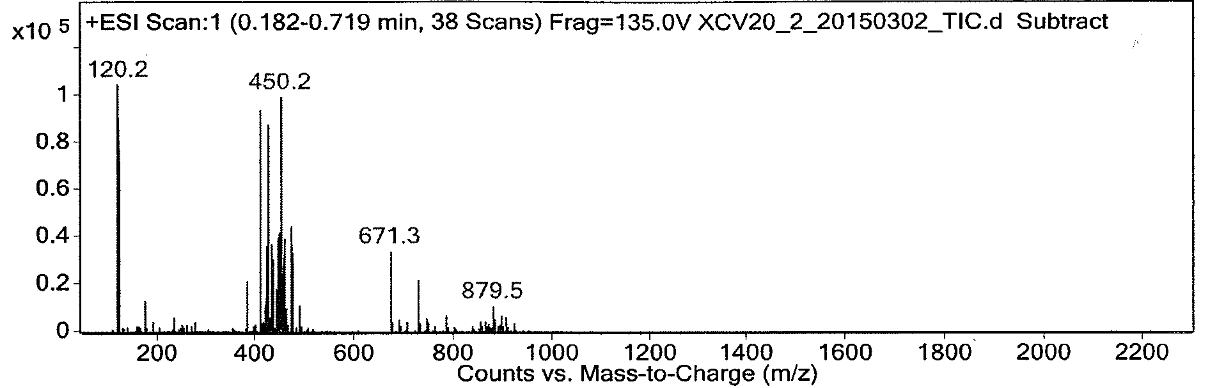 +ESI Scan:1 (0.182-0.719 min, 38 Scans) Frag=135.0V XCV20_2_20150302_TIC.d Subtract
x10 5
120.2
450.2
1
0.8
0.6
0.4
671.3
0.2
879.5
0
200 400 600 800 1000 1200 1400 1600 1800 2000 2200
Counts vs. Mass-to-Charge (m/z)